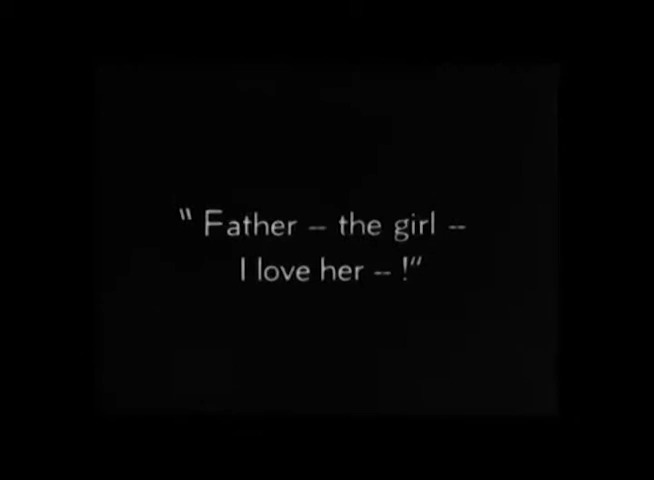 "Father -- the girl --
I love her -- !"